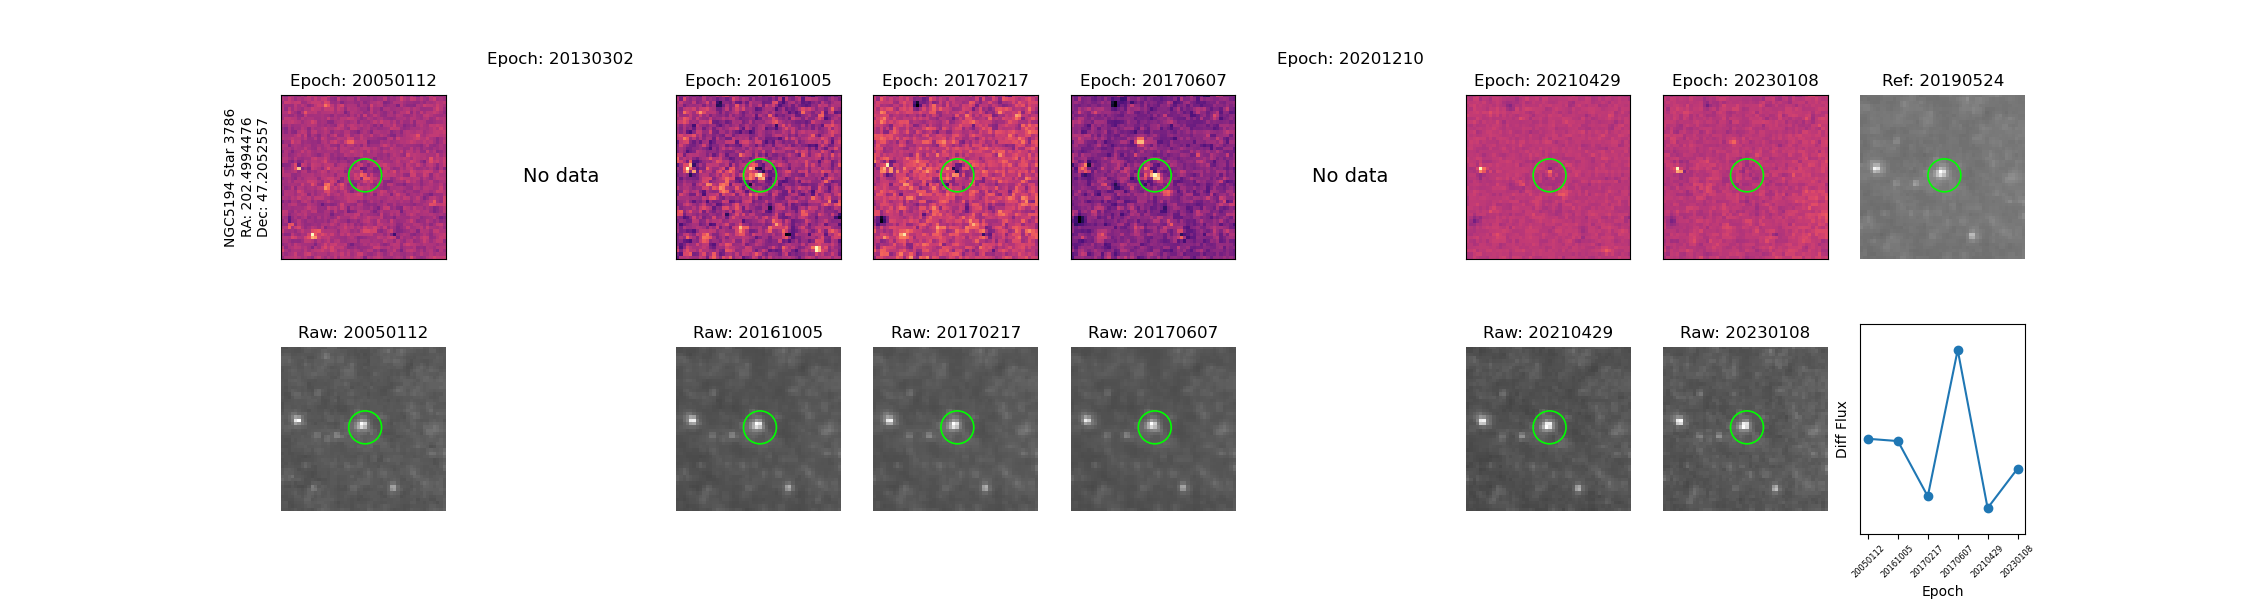 Epoch: 20130302
Epoch: 20201210
Epoch: 20050112
Epoch: 20161005
Epoch: 20170217
Epoch: 20170607
Epoch: 20210429
Epoch: 20230108
Ref: 20190524
NGC5194 Star 3786
RA: 202.4994476
Dec: 47.2052557
No data
No data
Raw: 20050112
Raw: 20161005
Raw: 20170217
Raw: 20170607
Raw: 20210429
Raw: 20230108
Diff Flux
20050112
20161005
20170217
20170607
20210429
20230108
Epoch